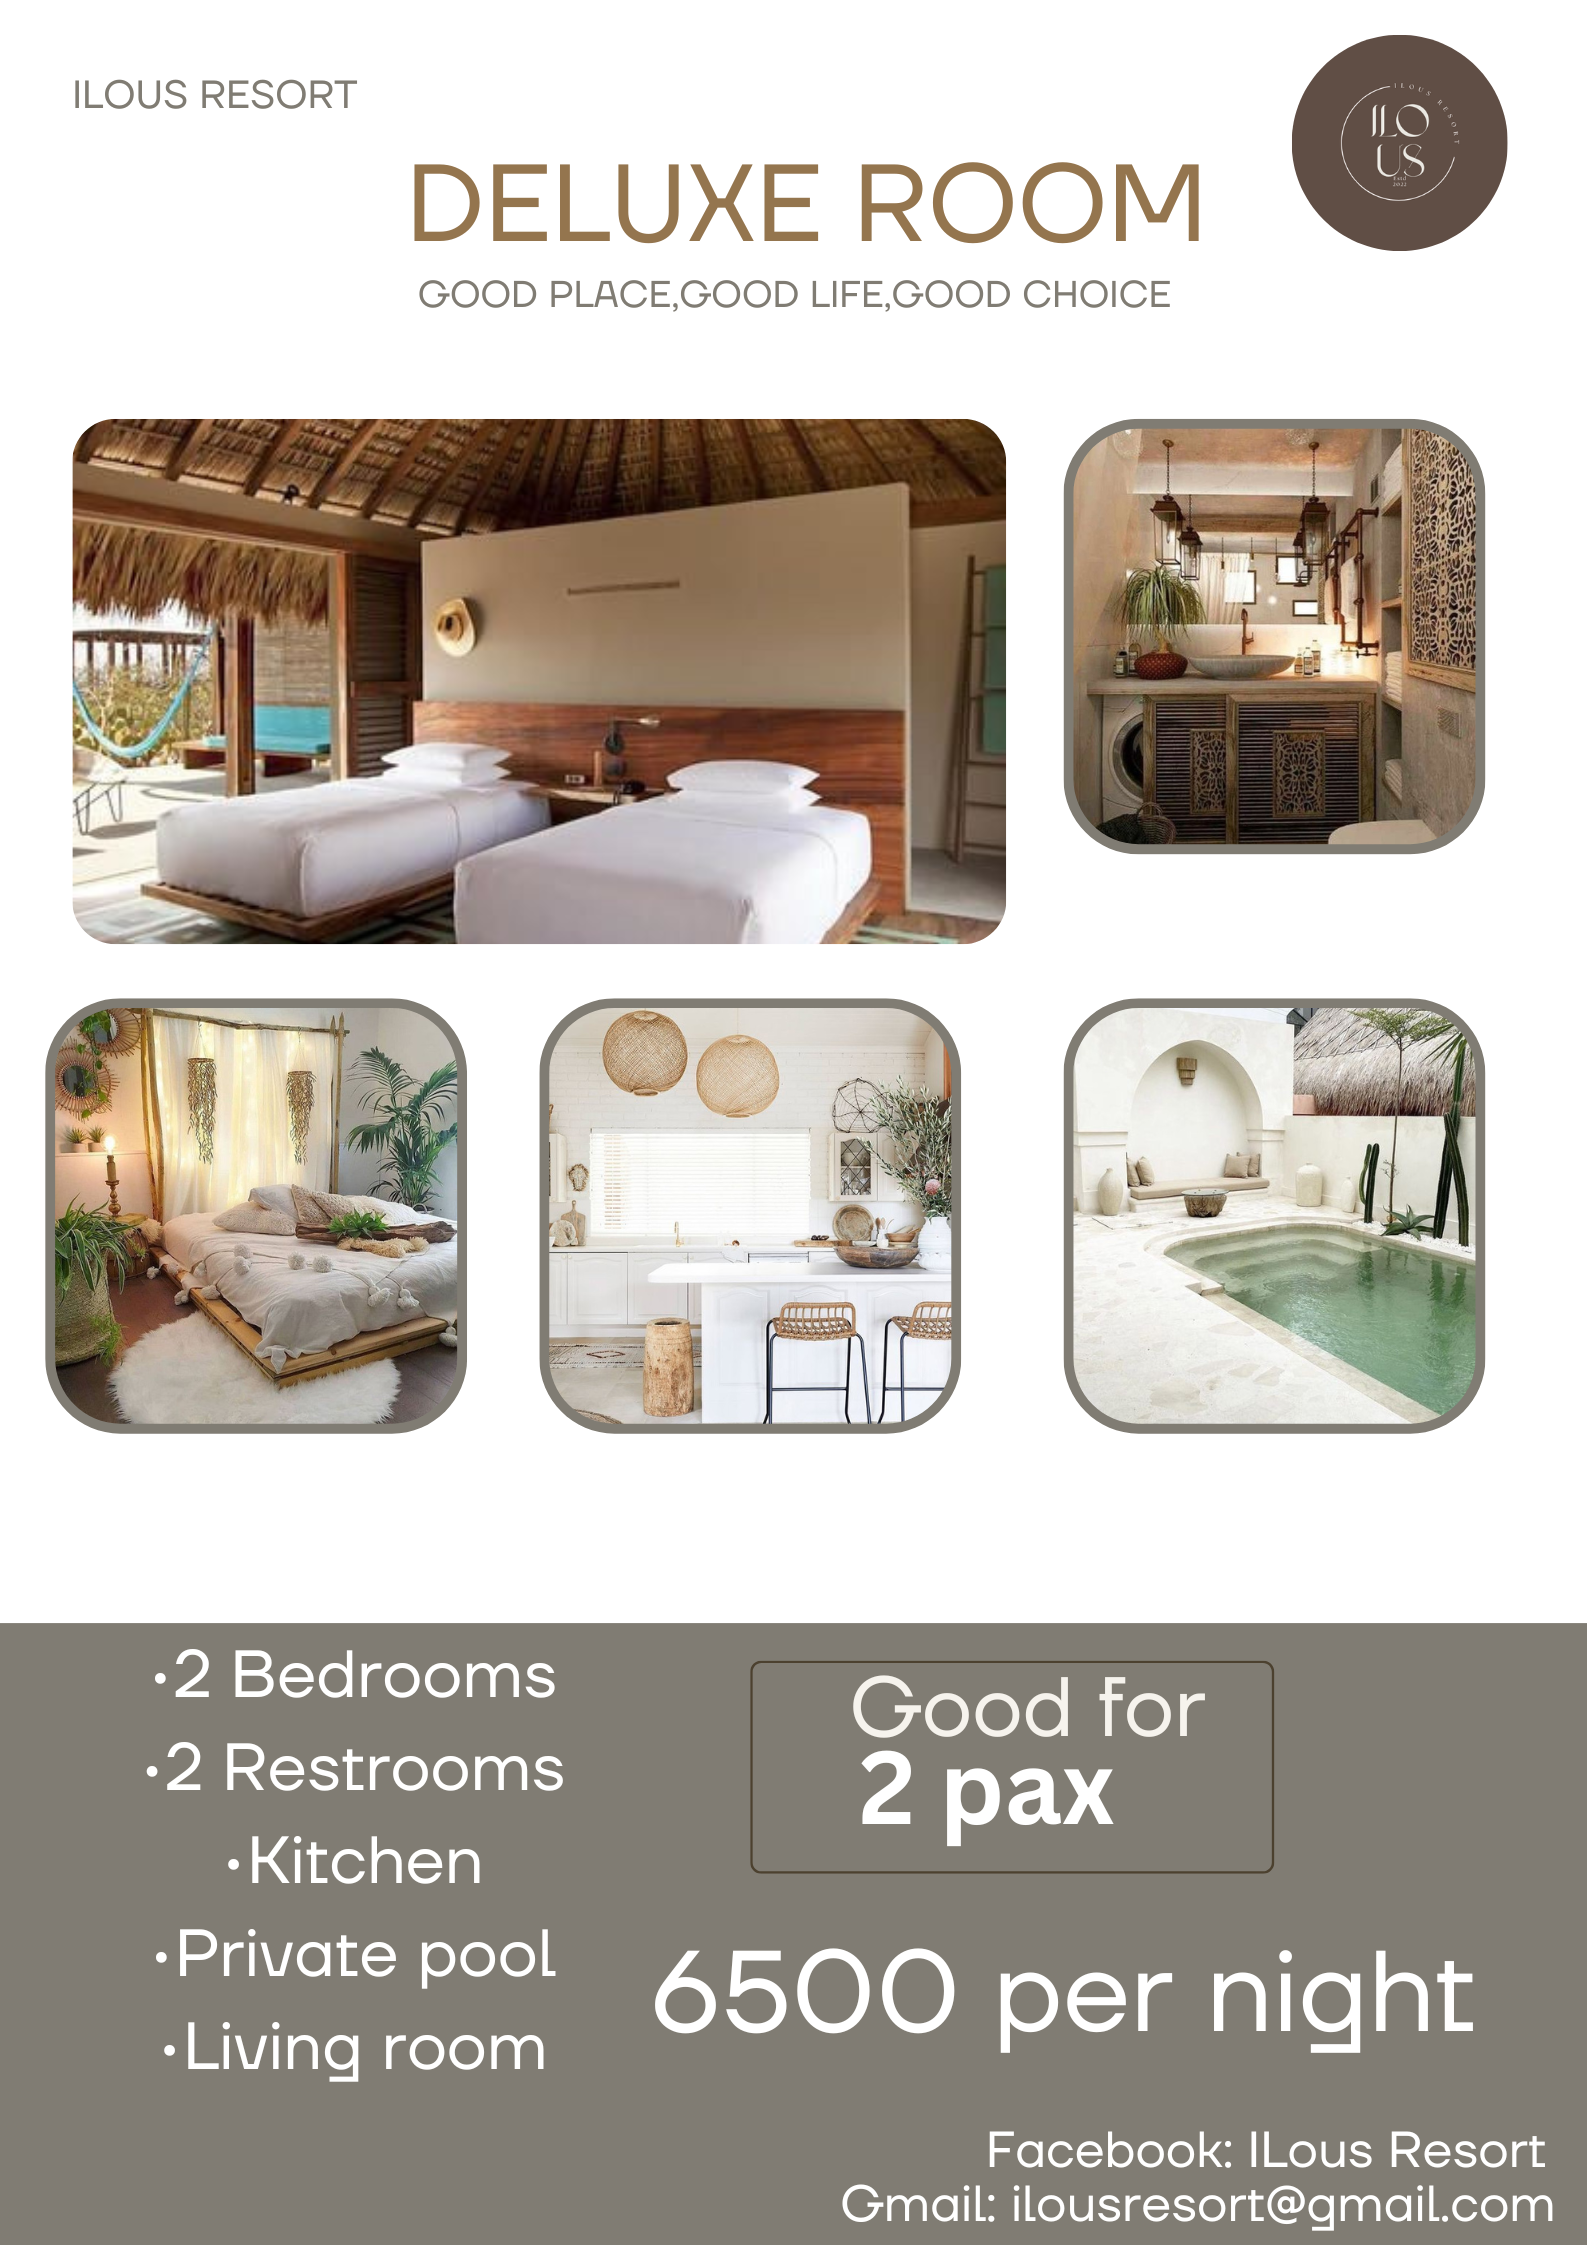 ILOUS RESORT
ILOUS RESORT
ILO
US
2022
DELUXE ROOM
GOOD PLACE,GOOD LIFE,GOOD CHOICE
•2 Bedrooms
•2 Restrooms
•Kitchen
•Private pool
•Living room
Good for
2 pax
6500 per night
Facebook: ILous Resort
Gmail: ilousresort@gmail.com